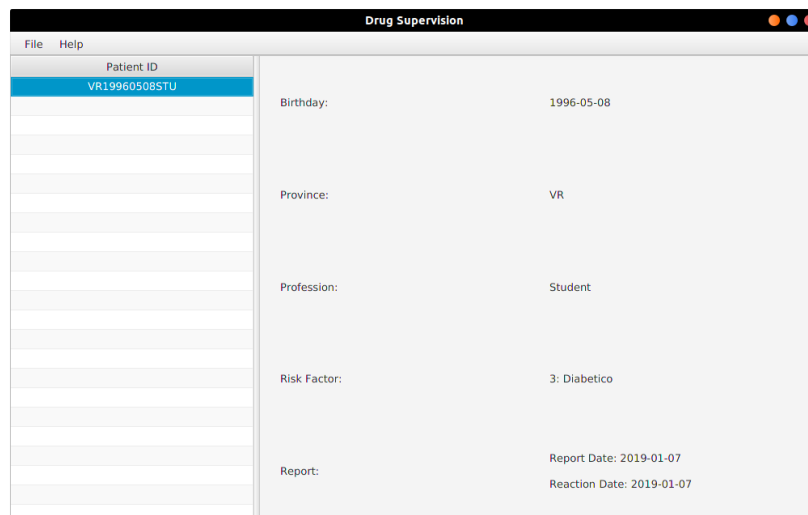 Drug Supervision
File Help
Patient ID
VR19960508STU
Birthday: 1996-05-08
Province: VR
Profession: Student
Risk Factor: 3: Diabetico
Report: Report Date: 2019-01-07
Reaction Date: 2019-01-07